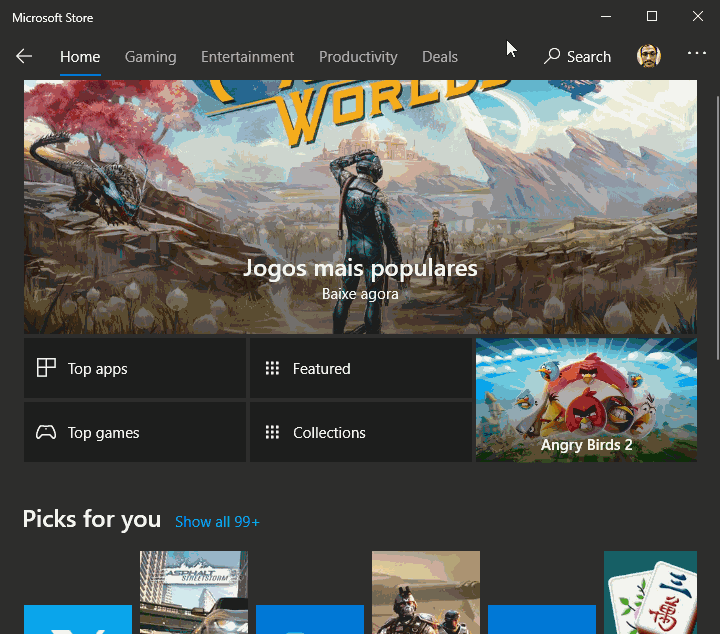 Microsoft Store
Home Gaming Entertainment Productivity Deals Search
WORLDS
Jogos mais populares
Baixe agora
Top apps Featured
Top games Collections
Angry Birds 2
Picks for you Show all 99+
ASPHALT
STREETSTORM